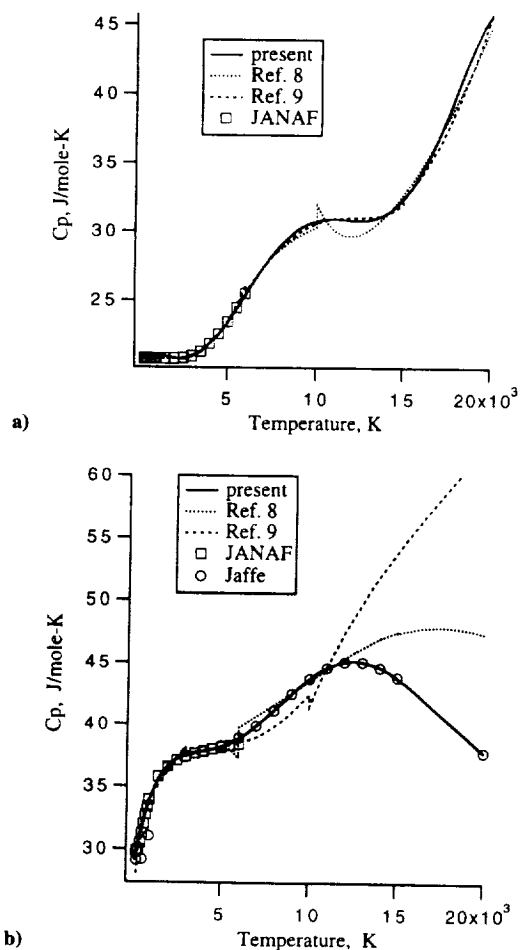 45
40
35
30
25
Cp, J/mole-K
present
Ref. 8
Ref. 9
JANAF
5
10
15
20x10³
Temperature, K
a)
60
55
50
45
40
35
30
Cp, J/mole-K
present
Ref. 8
Ref. 9
JANAF
Jaffe
5
10
15
20x10³
Temperature, K
b)